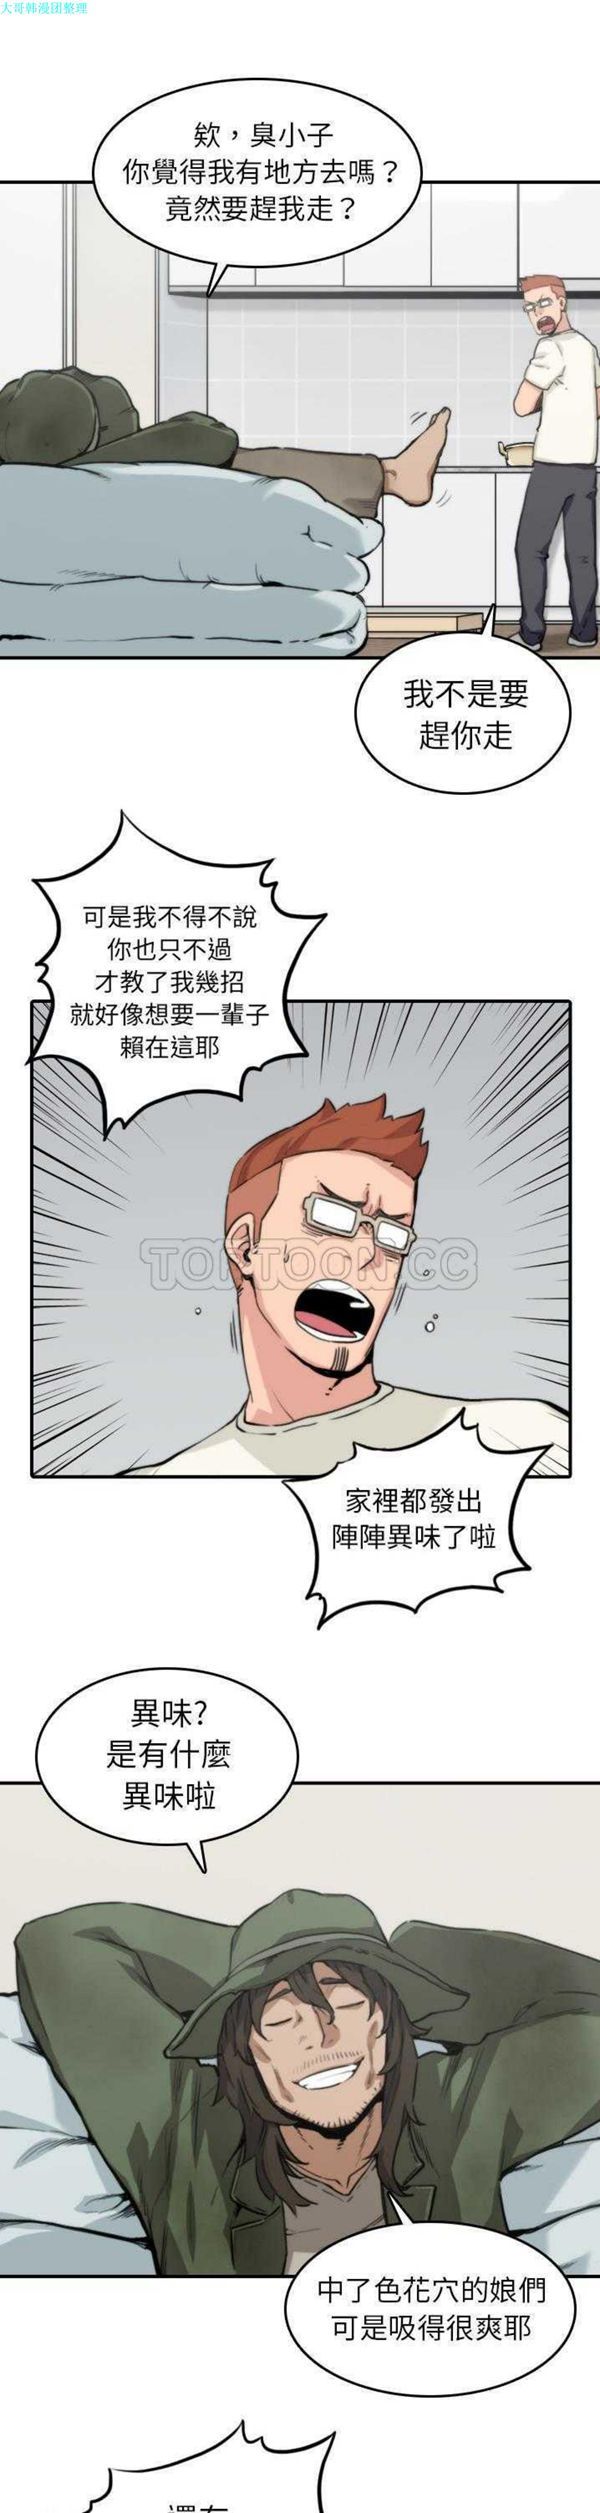 大哥韩漫团整理
欸，臭小子
你覺得我有地方去嗎？
竟然要趕我走？
我不是要
趕你走
可是我不得不說
你也只不過
才教了我幾招
就好像想要一輩子
賴在這耶
TOPTOON.CC
家裡都發出
陣陣異味了啦
異味?
是有什麼
異味啦
中了色花穴的娘們
可是吸得很爽耶
還有